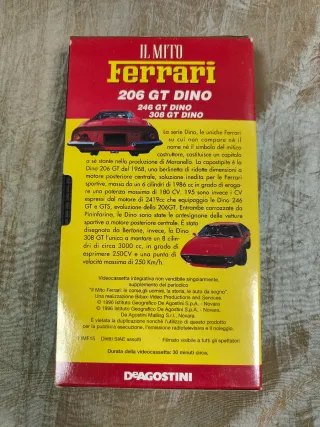 IL MITO
Ferrari
206 GT DINO
246 GT DINO
308 GT DINO
La serie Dino, le uniche Ferrari
su cui non compare né il
nome né il simbolo del mitico
costruttore, costituisce un capitolo
a sé stante nella produzione di Maranello. La capostipite è la
Dino 206 GT del 1968, una berlinetta di ridotte dimensioni a
motore posteriore centrale, soluzione inedita per le Ferrari
sportive, mossa da un 6 cilindri di 1986 cc in grado di eroga-
re una potenza massima di 180 CV. 195 sono invece i CV
espressi dal motore di 2419cc che equipaggia le Dino 246
GT e GTS, evoluzione della 206GT. Entrambe carrozzate da
Pininfarina, le Dino sono state le antesignane delle vetture
sportive a motore posteriore centrale. È stata
disegnata da Bertone, invece, la Dino
308 GT l'unica a montare un 8 cilin-
dri di circa 3000 cc, in grado di
esprimere 250CV e una punta di
velocità massima di 250 Km/h.
Videocassetta integrativa non vendibile singolarmente,
supplemento del periodico
"Il Mito Ferrari: le corse, gli uomini, la storia, le auto da sogno"
Una realizzazione Bilbao Video Productions and Services.
© 1996 Istituto Geografico De Agostini S.p.A. - Novara
© 1996 Istituto Geografico De Agostini S.p.A.,
De Agostini Mailing S.r.l. - Novara.
È vietata la duplicazione nonché l'utilizzo di questo prodotto
per la pubblica esecuzione, l'emissione radiotelevisiva e il noleggio.
IMF15 Diritti SIAE assolti Filmato visibile a tutti gli spettatori
Durata della videocassetta: 30 minuti circa.
DeAGOSTINI